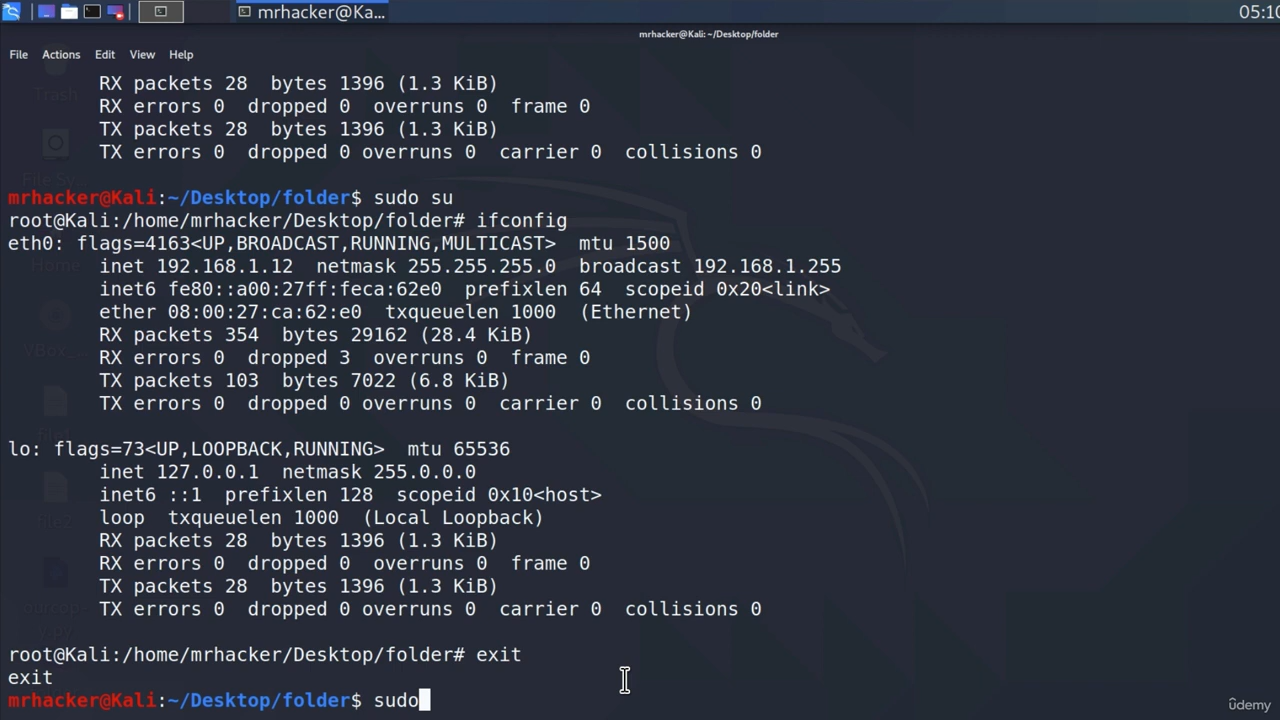 mrhacker@Ka...
05:10
mrhacker@Kali: ~/Desktop/folder
File Actions Edit View Help
RX packets 28  bytes 1396 (1.3 KiB)
RX errors 0  dropped 0  overruns 0  frame 0
TX packets 28  bytes 1396 (1.3 KiB)
TX errors 0  dropped 0 overruns 0  carrier 0  collisions 0
mrhacker@Kali:~/Desktop/folder$ sudo su
root@Kali:/home/mrhacker/Desktop/folder# ifconfig
eth0: flags=4163<UP,BROADCAST,RUNNING,MULTICAST>  mtu 1500
inet 192.168.1.12  netmask 255.255.255.0  broadcast 192.168.1.255
inet6 fe80::a00:27ff:feca:62e0  prefixlen 64  scopeid 0x20<link>
ether 08:00:27:ca:62:e0  txqueuelen 1000  (Ethernet)
RX packets 354  bytes 29162 (28.4 KiB)
RX errors 0  dropped 3  overruns 0  frame 0
TX packets 103  bytes 7022 (6.8 KiB)
TX errors 0  dropped 0 overruns 0  carrier 0  collisions 0
lo: flags=73<UP,LOOPBACK,RUNNING>  mtu 65536
inet 127.0.0.1  netmask 255.0.0.0
inet6 ::1  prefixlen 128  scopeid 0x10<host>
loop  txqueuelen 1000  (Local Loopback)
RX packets 28  bytes 1396 (1.3 KiB)
RX errors 0  dropped 0  overruns 0  frame 0
TX packets 28  bytes 1396 (1.3 KiB)
TX errors 0  dropped 0 overruns 0  carrier 0  collisions 0
root@Kali:/home/mrhacker/Desktop/folder# exit
exit
mrhacker@Kali:~/Desktop/folder$ sudo
Trash
File Sy
Home
VBox_
file2
ûdemy